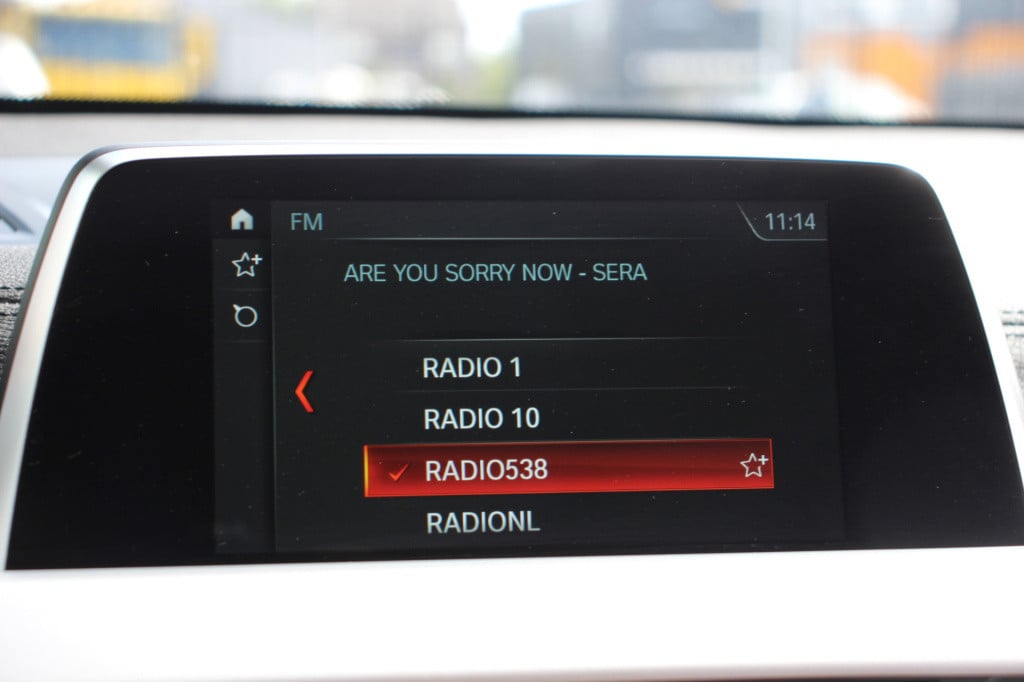 FM
11:14
ARE YOU SORRY NOW - SERA
RADIO 1
RADIO 10
RADIO538
RADIONL